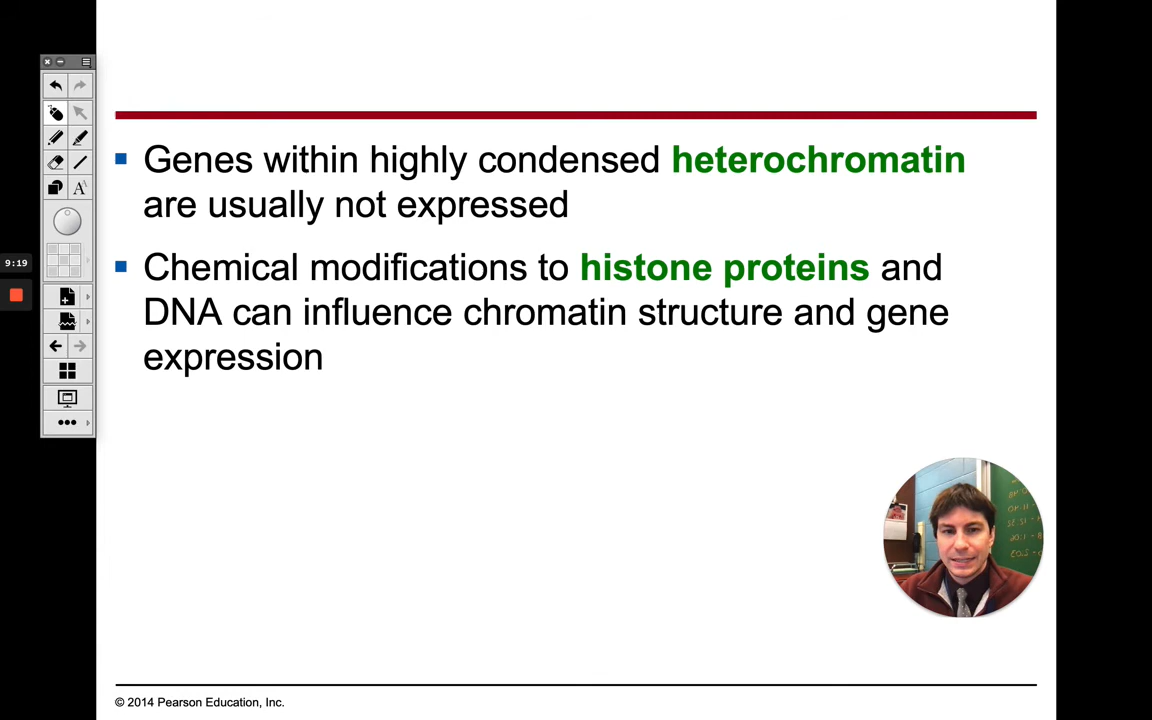 Genes within highly condensed heterochromatin
are usually not expressed
Chemical modifications to histone proteins and
DNA can influence chromatin structure and gene
expression
9:19
A
© 2014 Pearson Education, Inc.